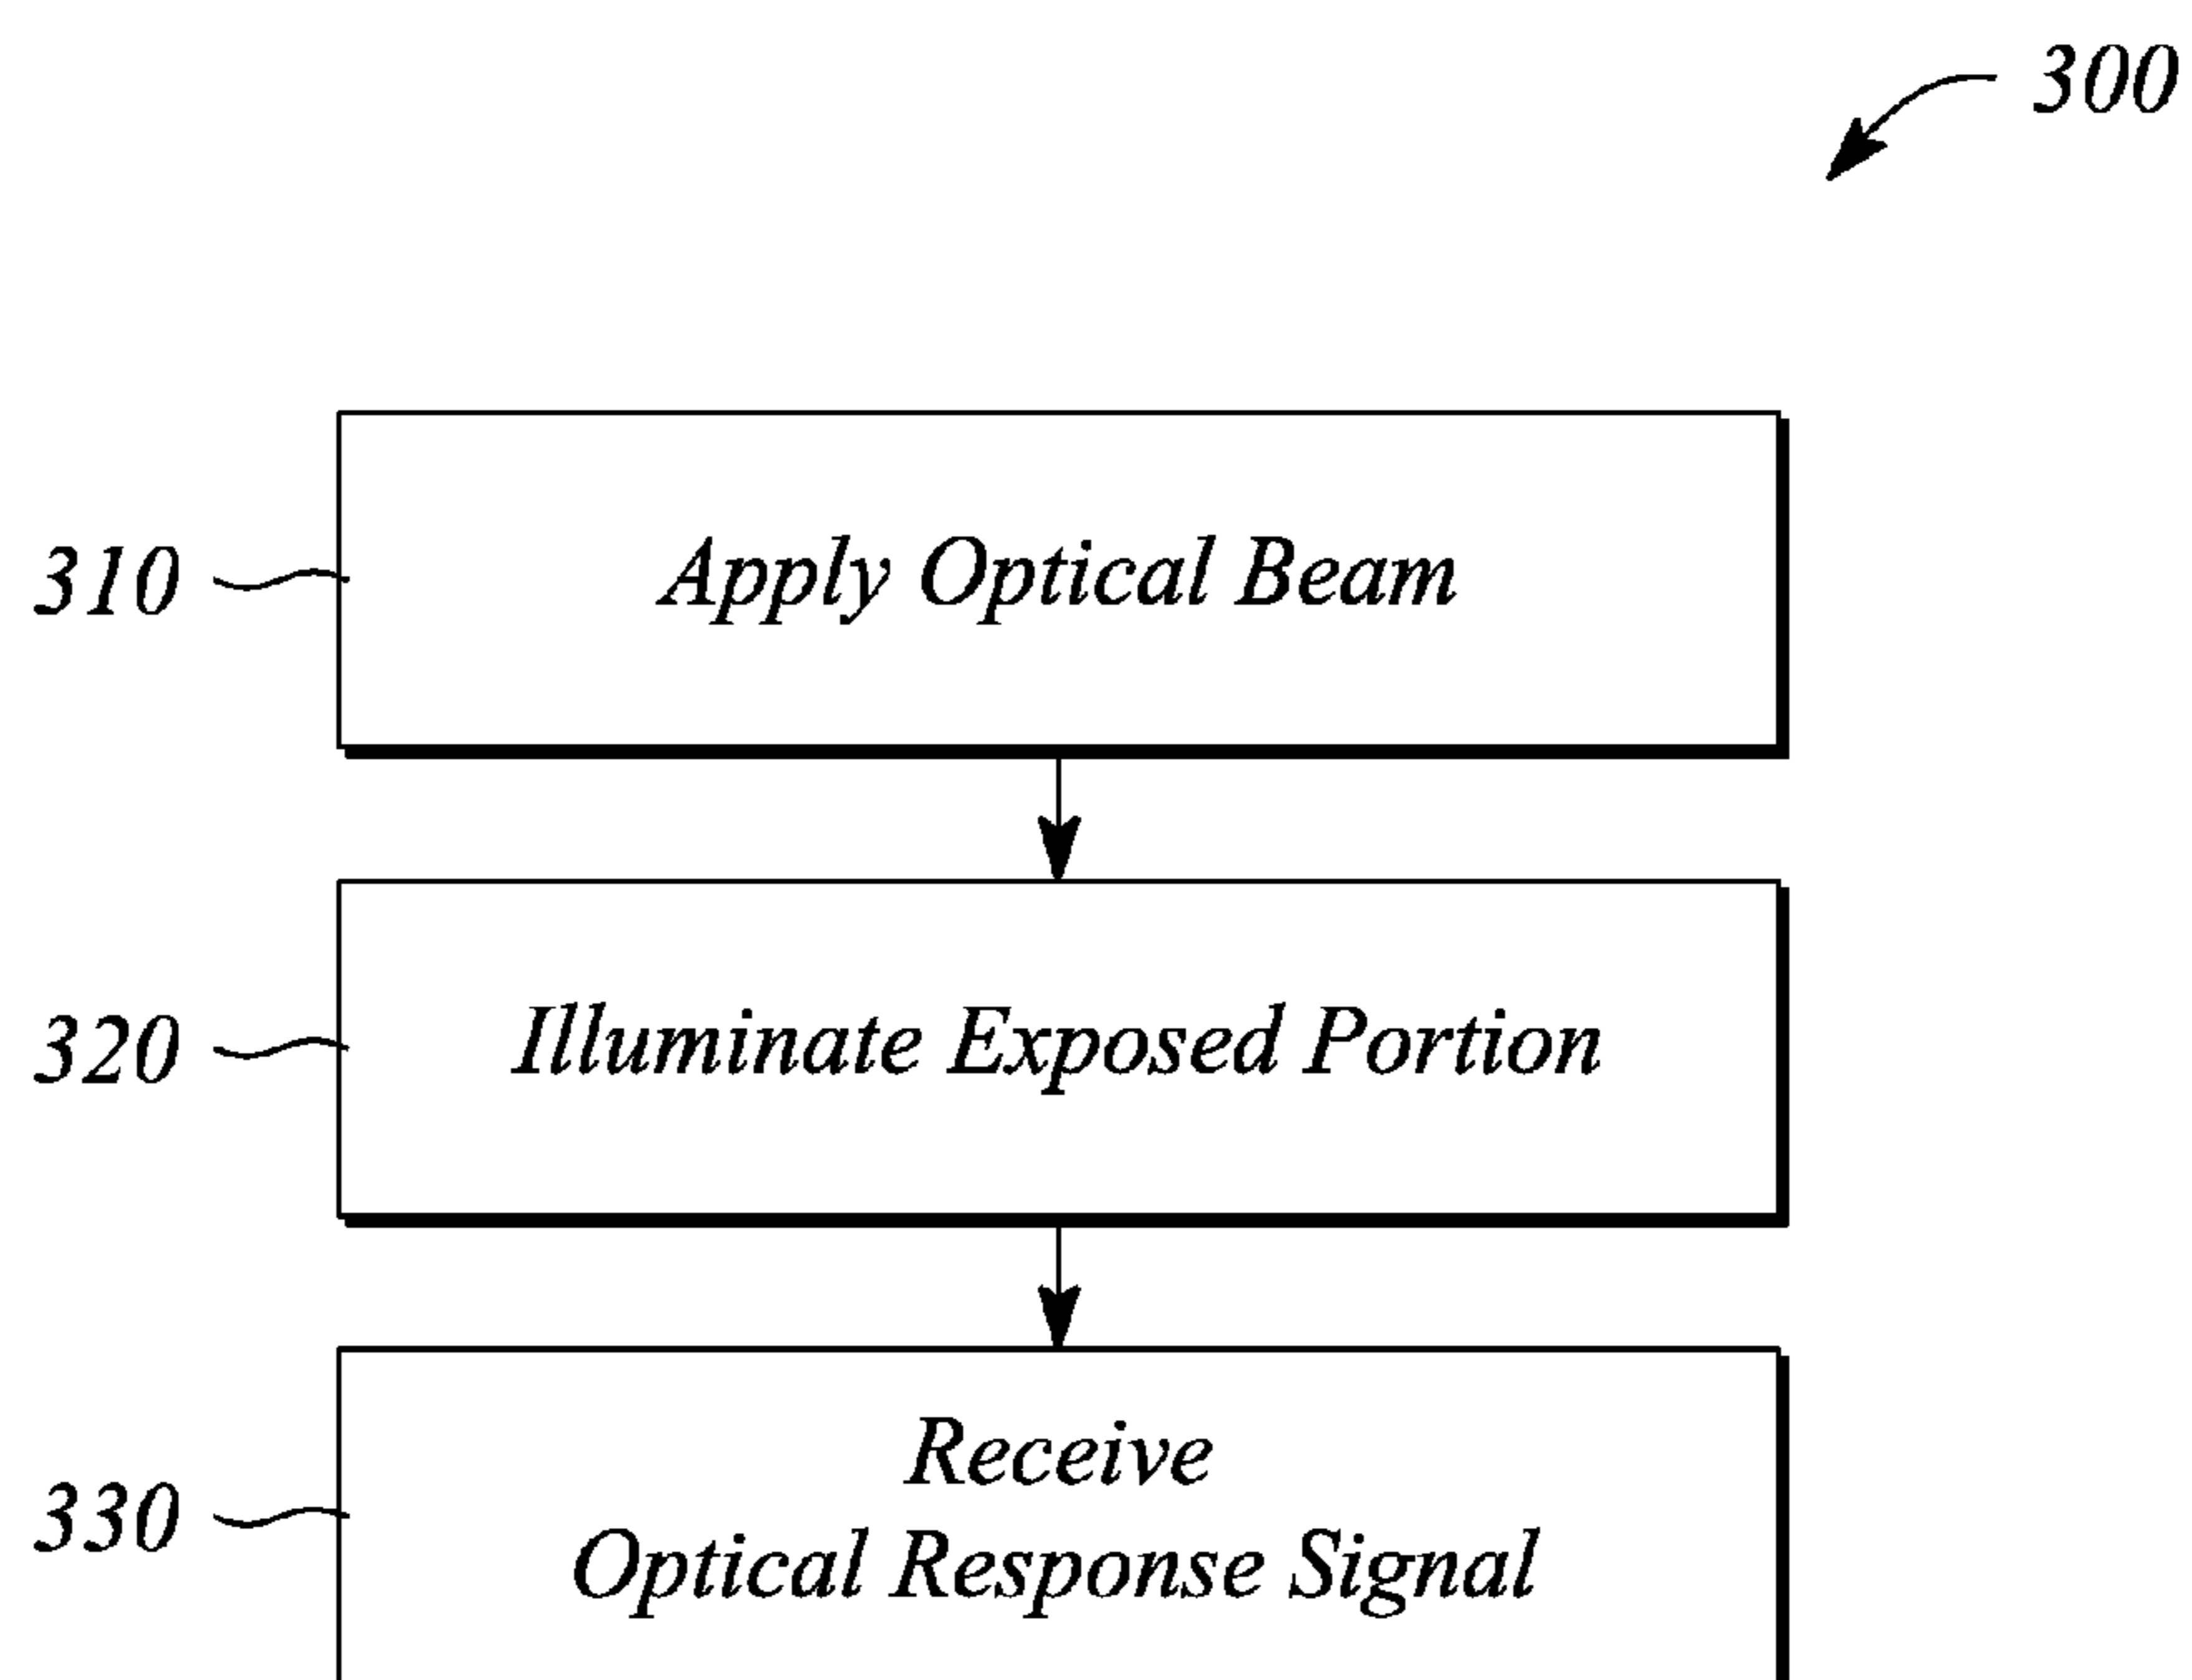 300
310
Apply Optical Beam
320
Illuminate Exposed Portion
330
Receive
Optical Response Signal